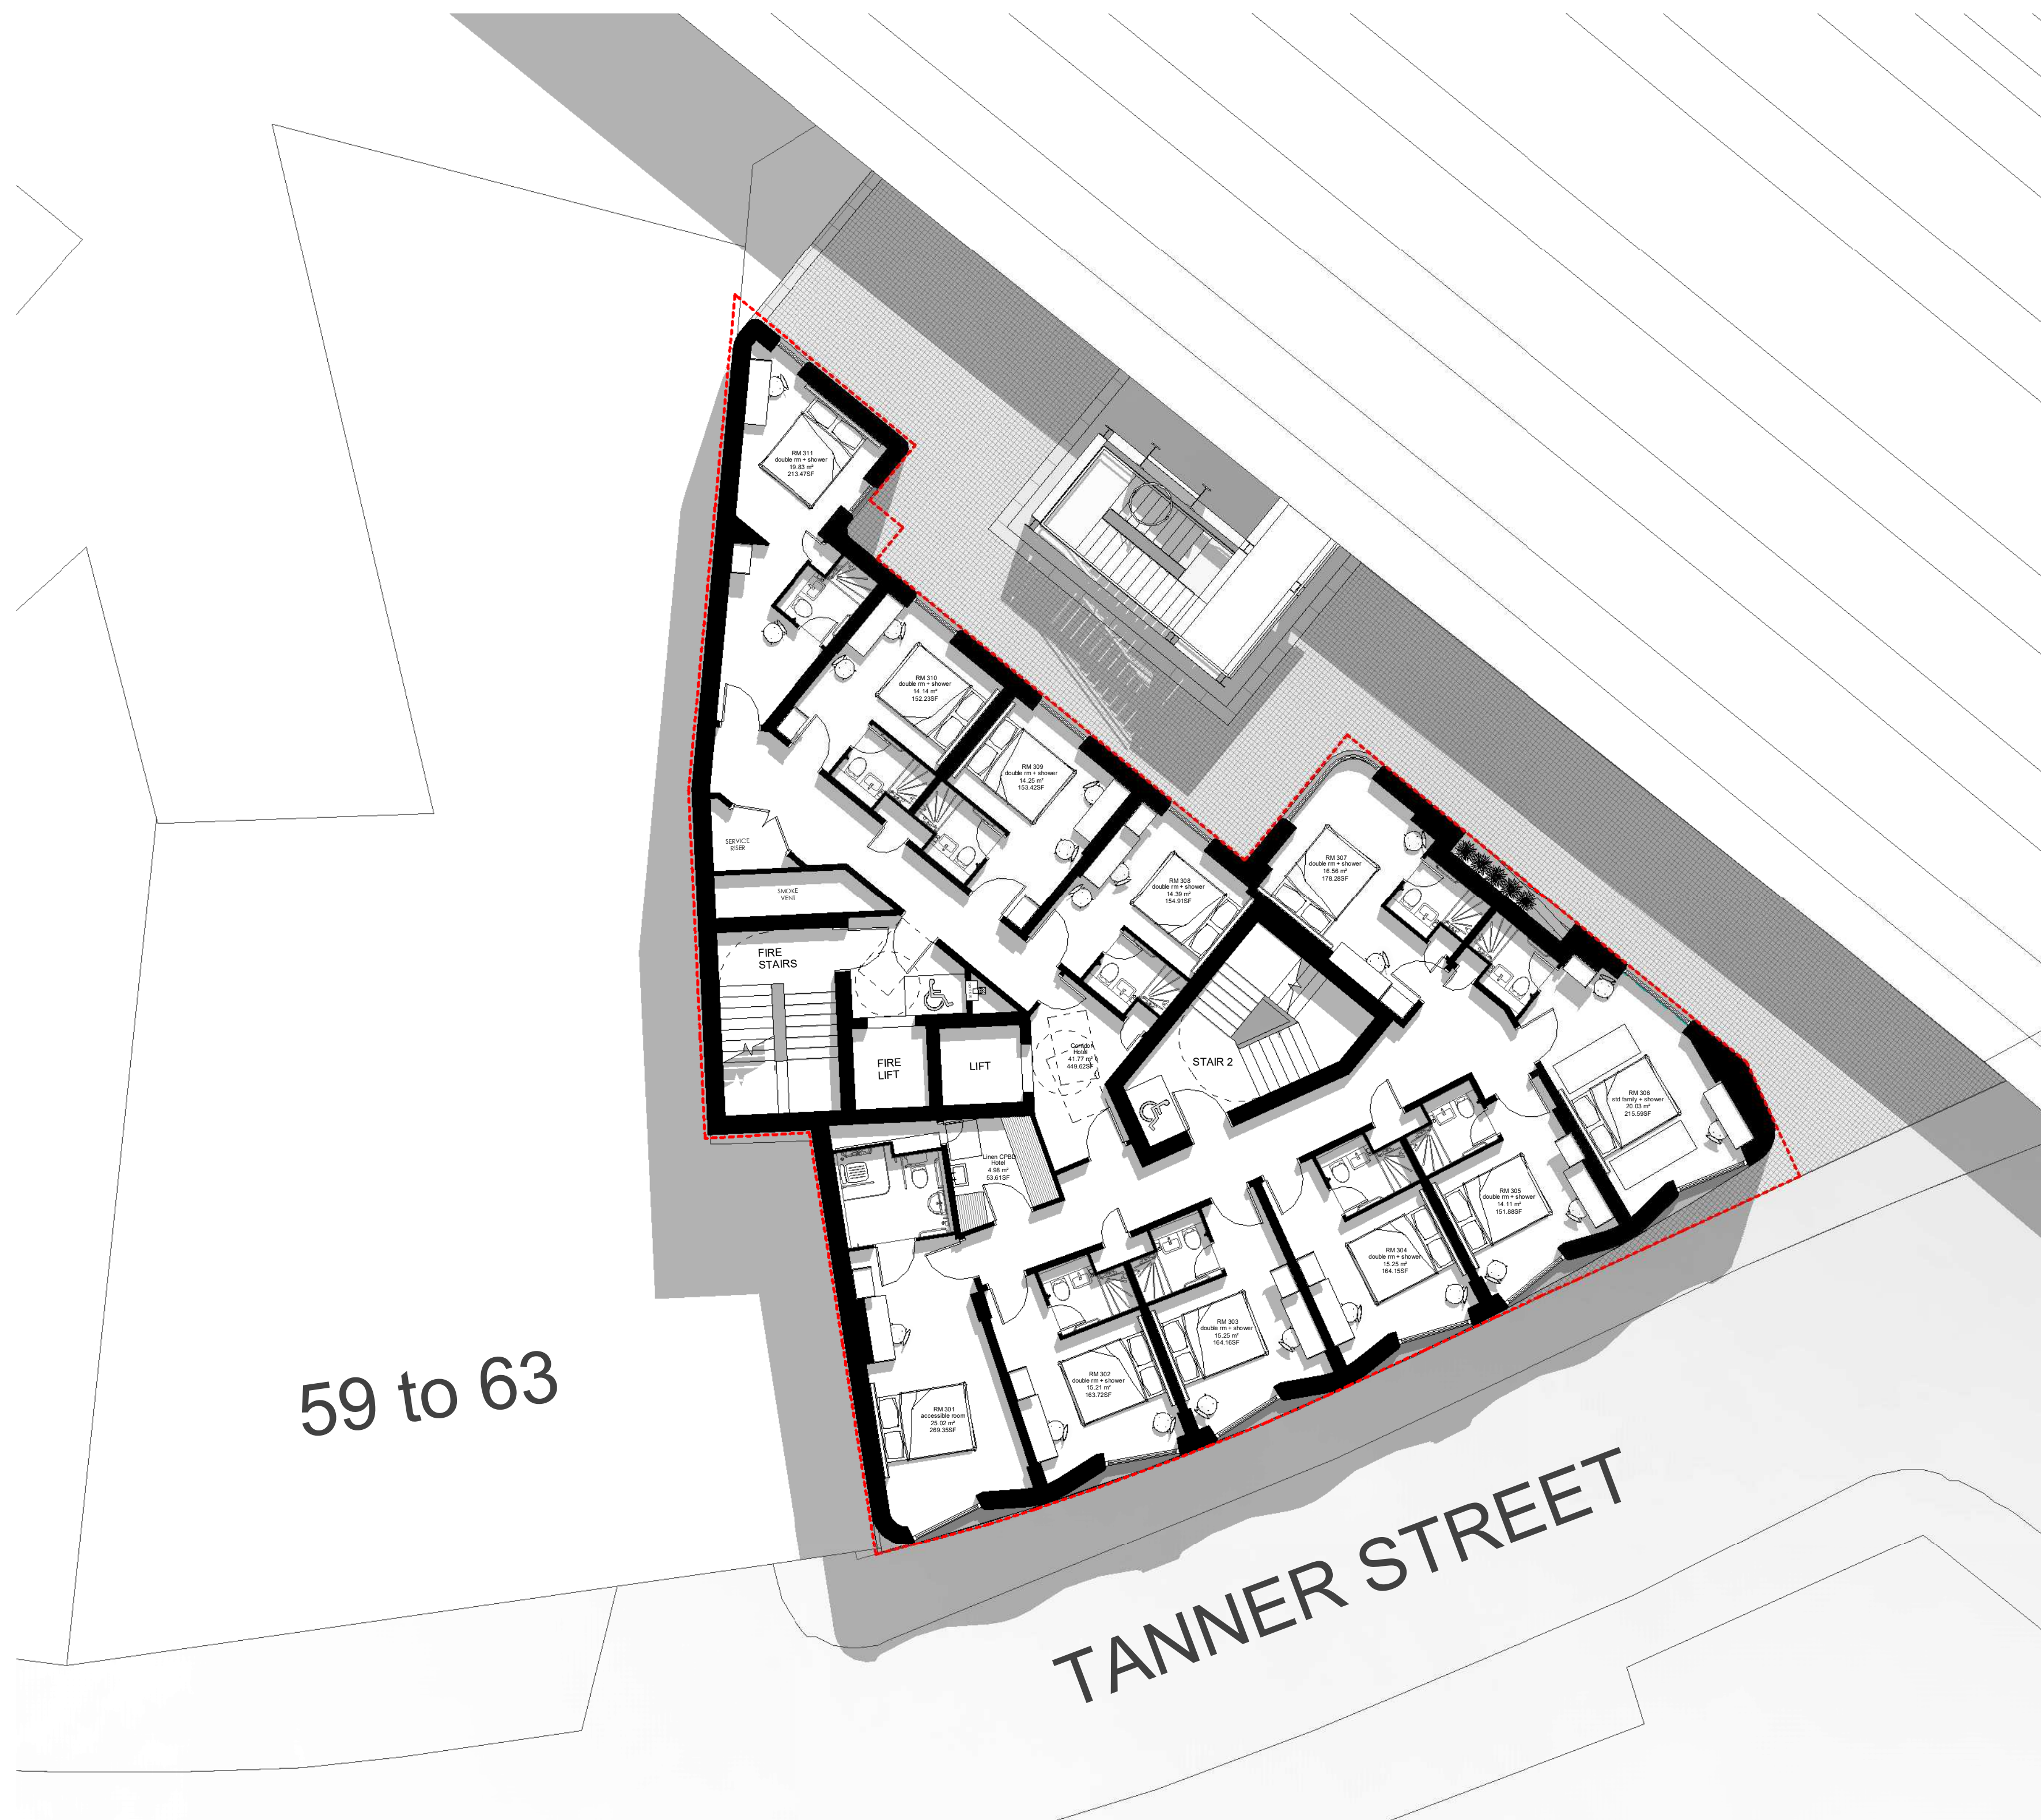 RM 311
double rm + shower
19.83 m²
213.47SF
RM 310
double rm + shower
14.14 m²
152.23SF
RM 309
double rm + shower
14.25 m²
153.42SF
RM 308
double rm + shower
14.39 m²
154.91SF
RM 307
double rm + shower
16.56 m²
178.28SF
SERVICE
RISER
SMOKE
VENT
FIRE
STAIRS
FIRE
LIFT
LIFT
Corridor
Hotel
41.77 m²
449.62SF
STAIR 2
RM 306
std family + shower
20.03 m²
215.59SF
Linen CPBD
Hotel
4.98 m²
53.61SF
RM 305
double rm + shower
14.11 m²
151.88SF
RM 304
double rm + shower
15.25 m²
164.15SF
RM 303
double rm + shower
15.25 m²
164.16SF
RM 302
double rm + shower
15.21 m²
163.72SF
RM 301
accessible room
25.02 m²
269.35SF
59 to 63
TANNER STREET